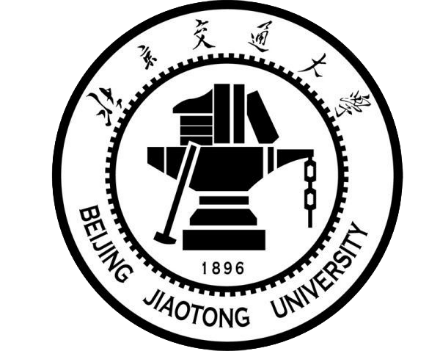 北京交通大学
1896
BEIJING JIAOTONG UNIVERSITY